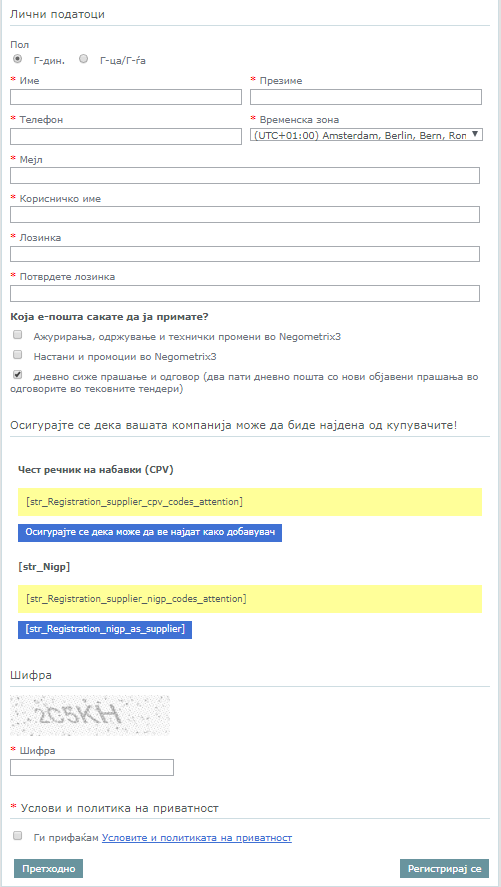 Лични податоци
Пол
Г-дин. Г-ца/Г-ѓа
* Име * Презиме
* Телефон * Временска зона
(UTC+01:00) Amsterdam, Berlin, Bern, Ron
* Мејл
* Корисничко име
* Лозинка
* Потврдете лозинка
Која е-пошта сакате да ја примате?
Ажурирања, одржување и технички промени во Negometrix3
Настани и промоции во Negometrix3
дневно сиже прашање и одговор (два пати дневно пошта со нови објавени прашања во
одговорите во тековните тендери)
Осигурајте се дека вашата компанија може да биде најдена од купувачите!
Чест речник на набавки (CPV)
[str_Registration_supplier_cpv_codes_attention]
Осигурајте се дека може да ве најдат како добавувач
[str_Nigp]
[str_Registration_supplier_nigp_codes_attention]
[str_Registration_nigp_as_supplier]
Шифра
2C5KH
* Шифра
* Услови и политика на приватност
Ги прифаќам Условите и политиката на приватност
Претходно Регистрирај се